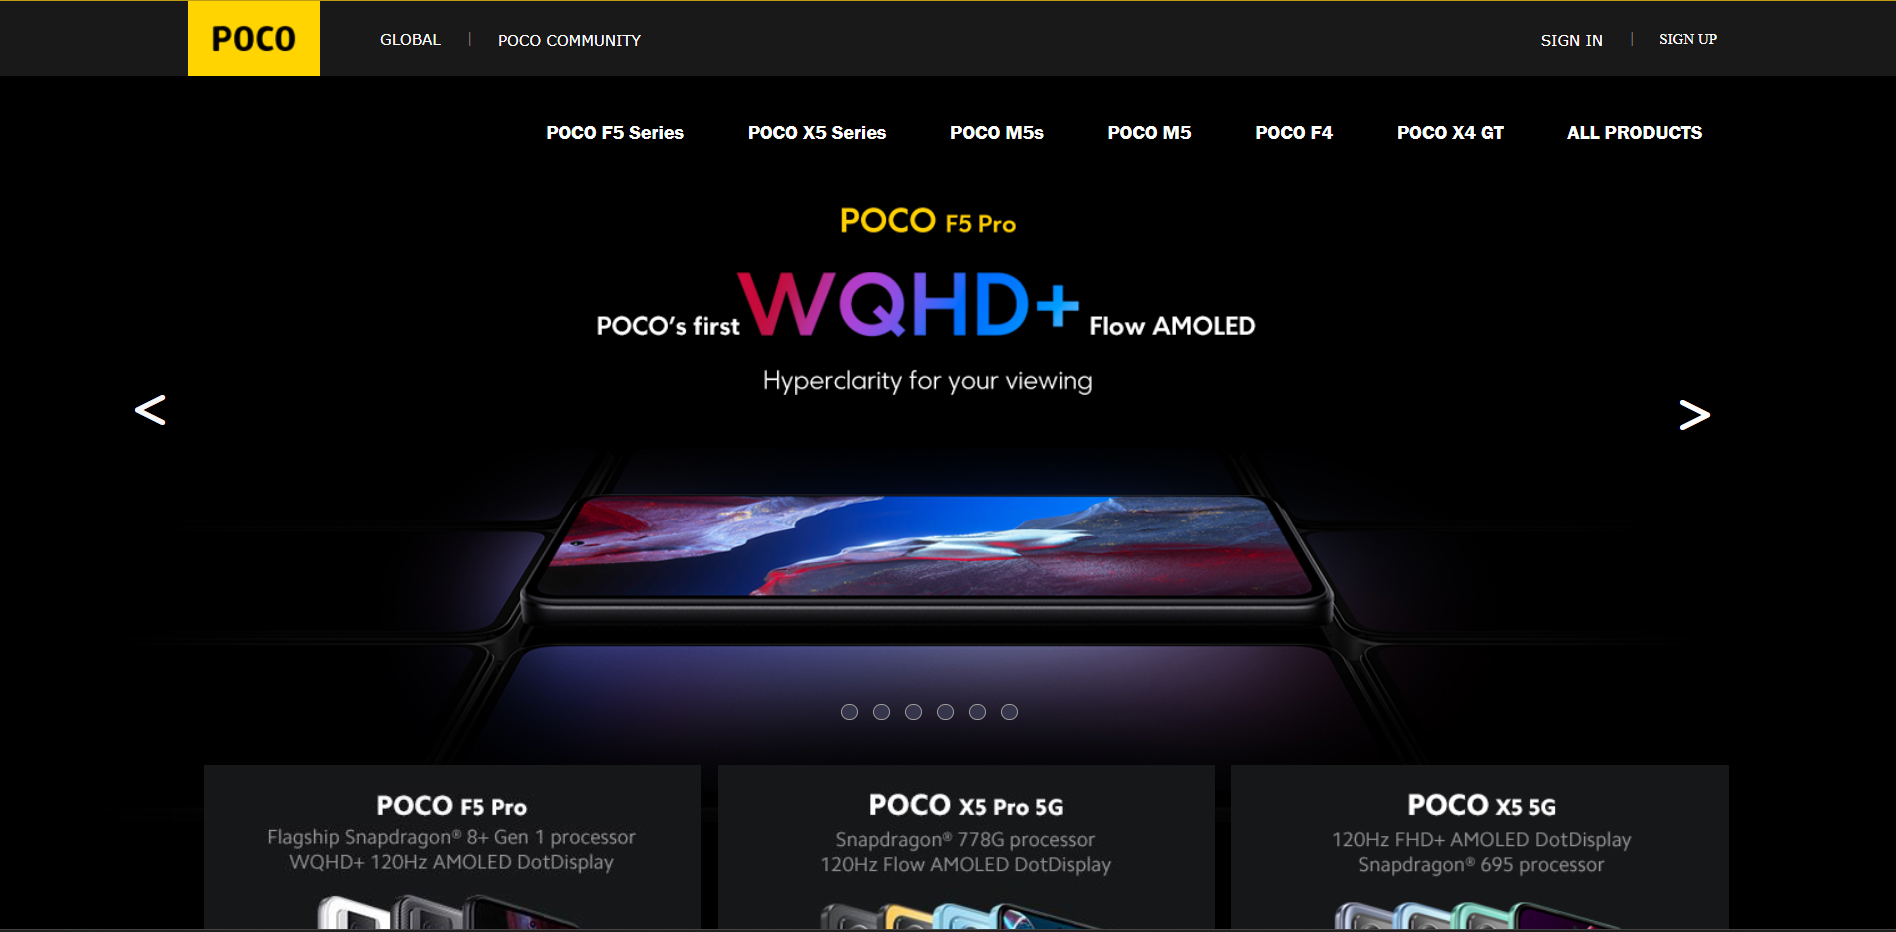 POCO
GLOBAL | POCO COMMUNITY
SIGN IN | SIGN UP
POCO F5 Series POCO X5 Series POCO M5s POCO M5 POCO F4 POCO X4 GT ALL PRODUCTS
POCO F5 Pro
POCO's first WQHD+ Flow AMOLED
Hyperclarity for your viewing
< >
POCO F5 Pro
Flagship Snapdragon® 8+ Gen 1 processor
WQHD+ 120Hz AMOLED DotDisplay
POCO X5 Pro 5G
Snapdragon® 778G processor
120Hz Flow AMOLED DotDisplay
POCO X5 5G
120Hz FHD+ AMOLED DotDisplay
Snapdragon® 695 processor